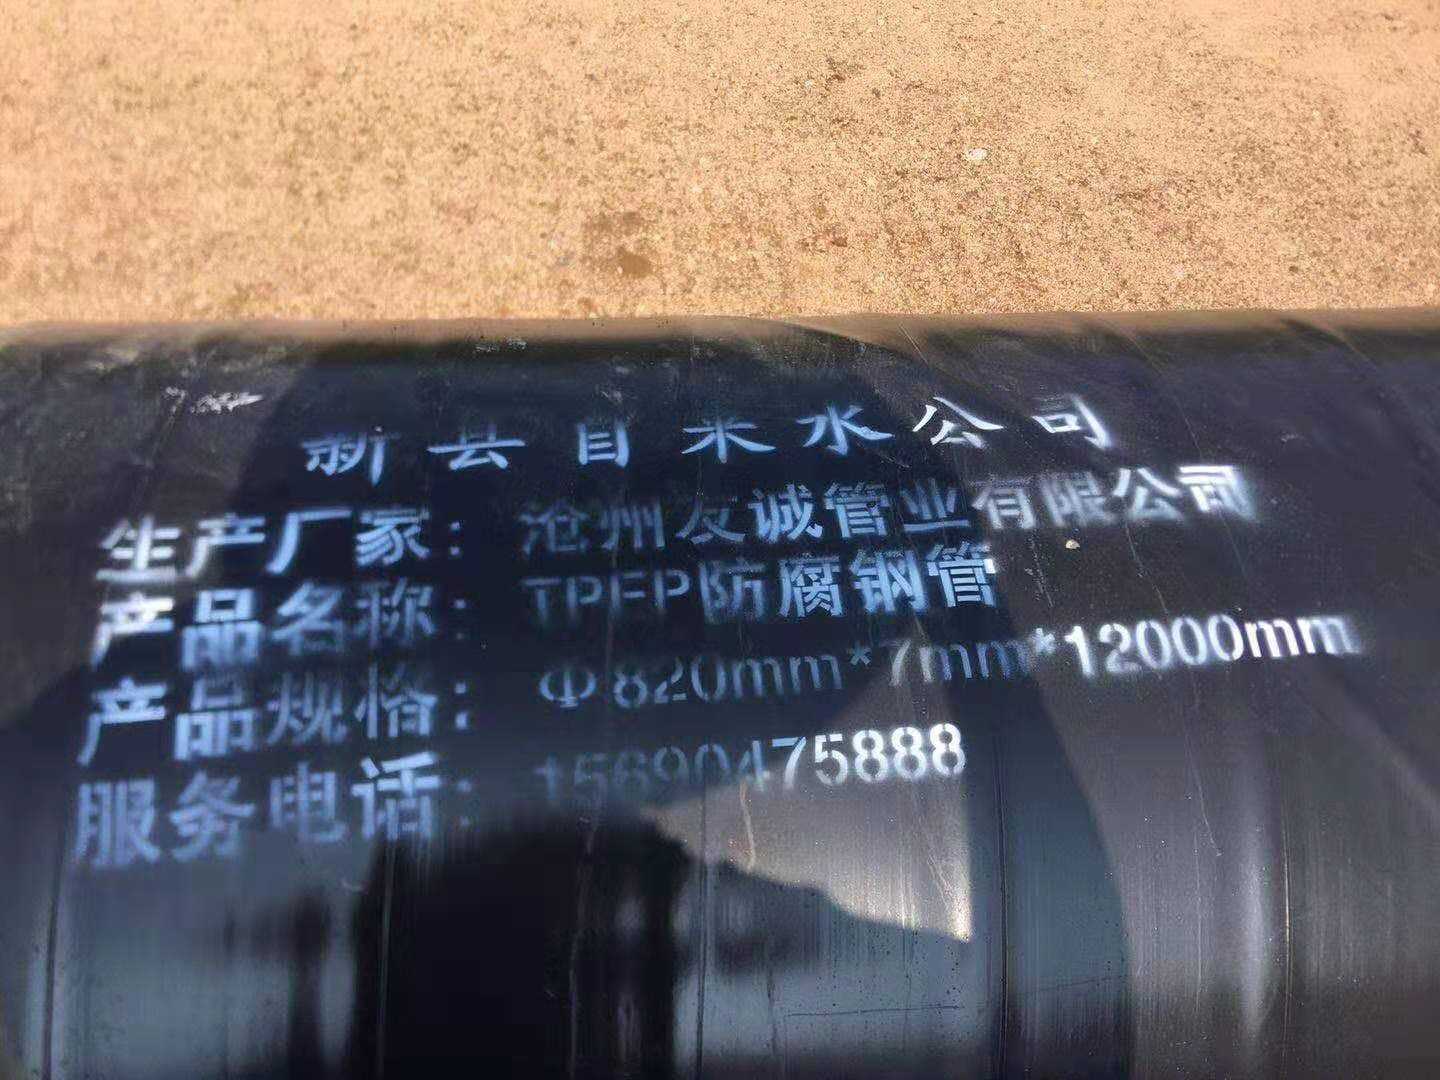 新县自来水公司
生产厂家：沧州友诚管业有限公司
产品名称：TPEP防腐钢管
产品规格：Φ820mm*7mm*12000mm
服务电话：15690475888